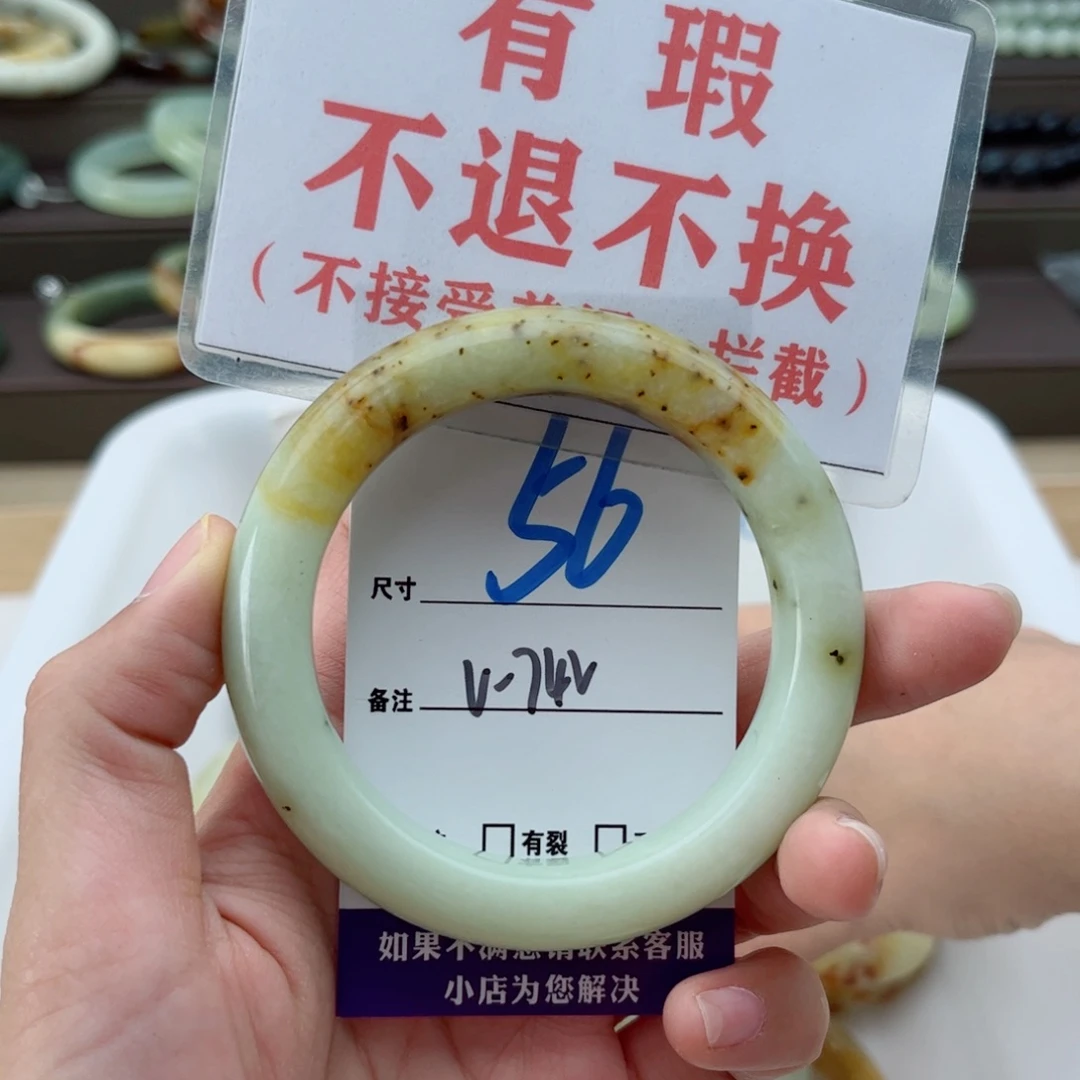 有瑕
不退不换
（不接受 拦截）
56
尺寸
备注 V-74V
有裂
如果不满意请联系客服
小店为您解决